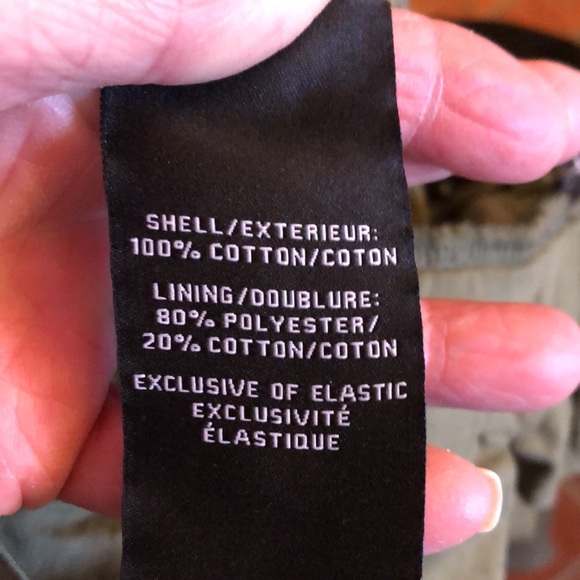 SHELL/EXTERIEUR:
100% COTTON/COTON
LINING/DOUBLURE:
80% POLYESTER/
20% COTTON/COTON
EXCLUSIVE OF ELASTIC
EXCLUSIVITÉ
ÉLASTIQUE